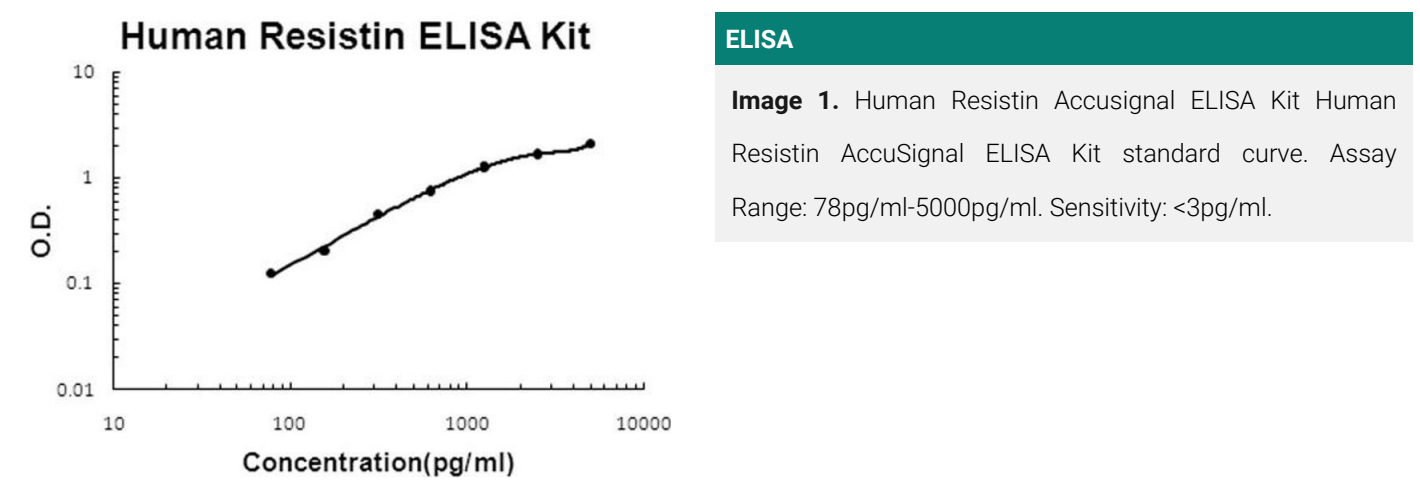 Human Resistin ELISA Kit
10
1
0.1
0.01
O.D.
10 100 1000 10000
Concentration(pg/ml)
ELISA
Image 1. Human Resistin Accusignal ELISA Kit Human
Resistin AccuSignal ELISA Kit standard curve. Assay
Range: 78pg/ml-5000pg/ml. Sensitivity: <3pg/ml.